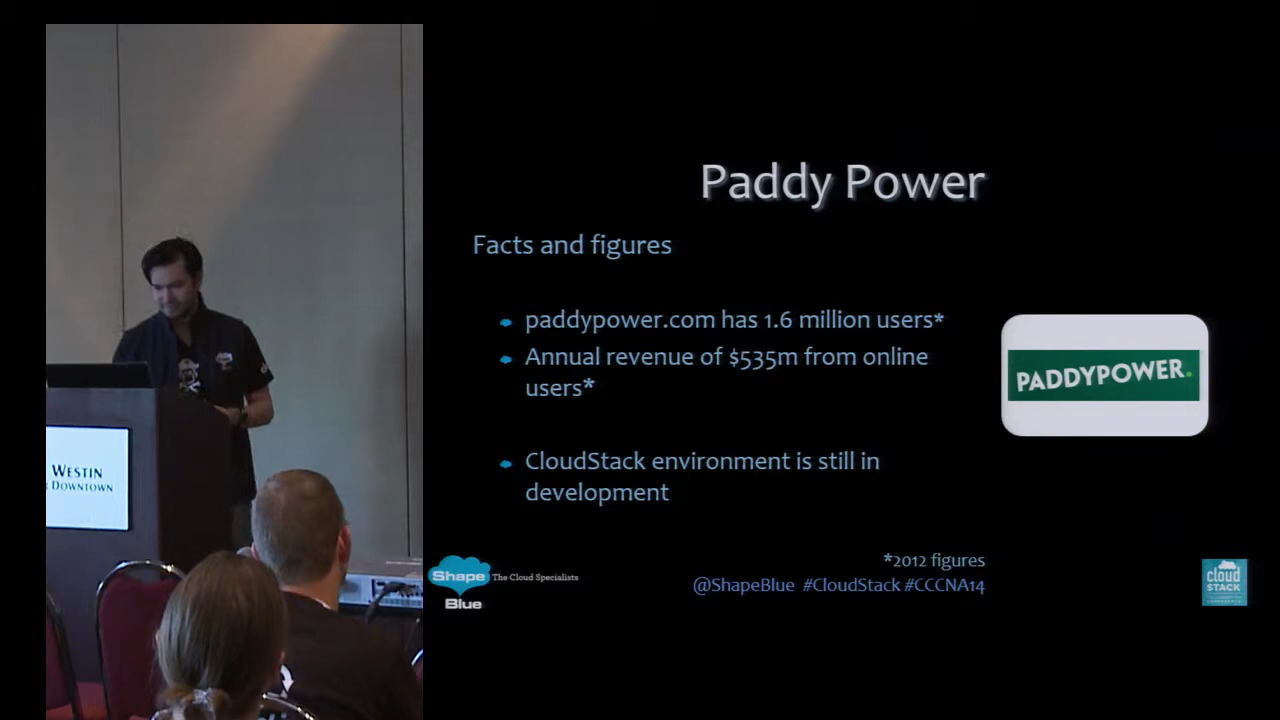 Paddy Power
Facts and figures
paddypower.com has 1.6 million users*
Annual revenue of $535m from online
users*
PADDYPOWER.
CloudStack environment is still in
development
*2012 figures
@ShapeBlue #CloudStack #CCCNA14
Shape
Blue
The Cloud Specialists
cloud
STACK
WESTIN
DOWNTOWN